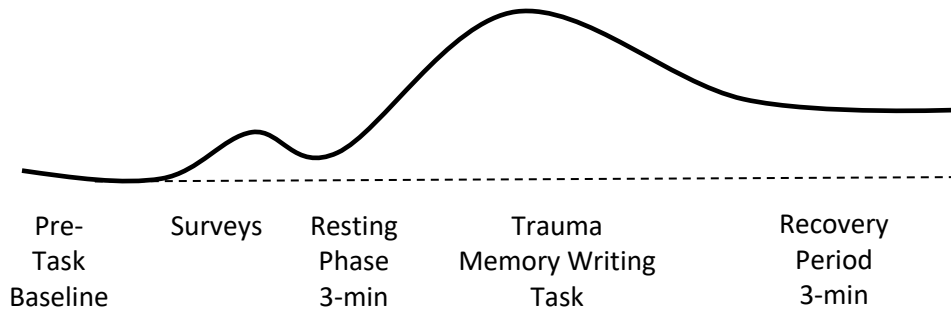 Pre-
Task
Baseline
Surveys
Resting
Phase
3-min
Trauma
Memory Writing
Task
Recovery
Period
3-min